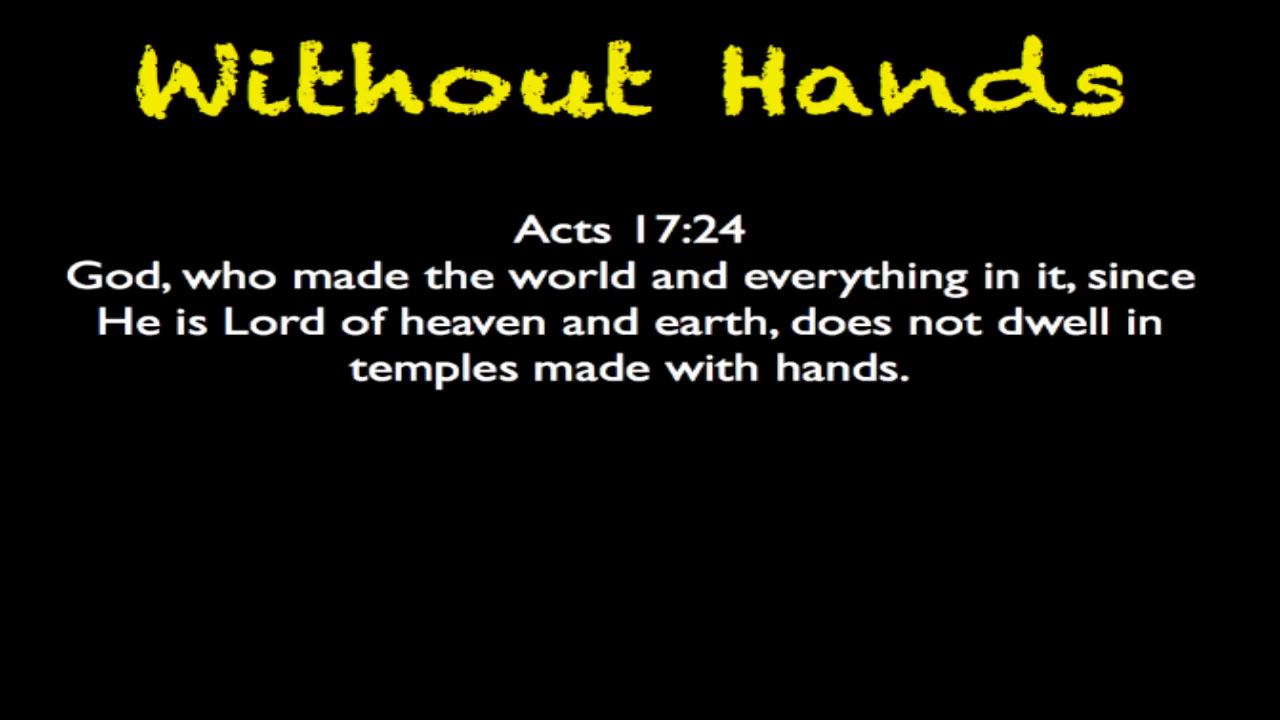 Without Hands
Acts 17:24
God, who made the world and everything in it, since
He is Lord of heaven and earth, does not dwell in
temples made with hands.